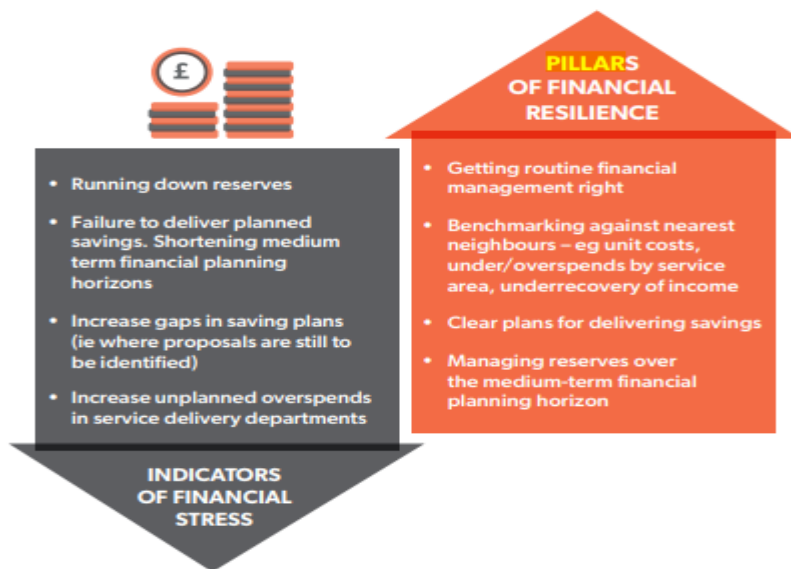 £
• Running down reserves
• Failure to deliver planned
savings. Shortening medium
term financial planning
horizons
• Increase gaps in saving plans
(ie where proposals are still to
be identified)
• Increase unplanned overspends
in service delivery departments
INDICATORS
OF FINANCIAL
STRESS
PILLARS
OF FINANCIAL
RESILIENCE
• Getting routine financial
management right
• Benchmarking against nearest
neighbours – eg unit costs,
under/overspends by service
area, underrecovery of income
• Clear plans for delivering savings
• Managing reserves over
the medium-term financial
planning horizon